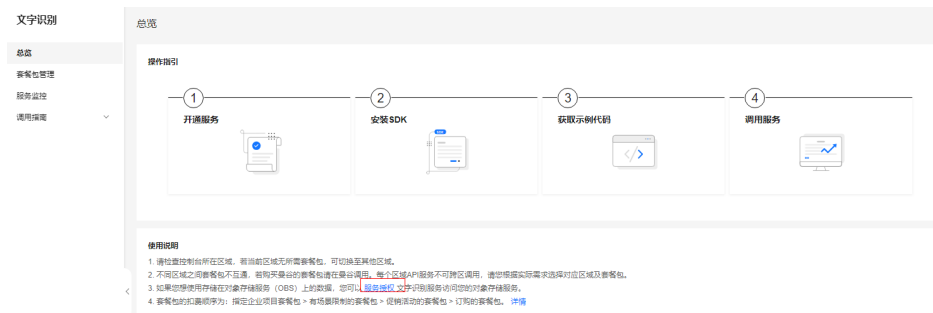 文字识别
总览
套餐包管理
服务监控
调用指南
总览
操作指引
1
开通服务
2
安装SDK
3
获取示例代码
4
调用服务
使用说明
1. 请检查控制台所在区域，若当前区域无所需套餐包，可切换至其他区域。
2. 不同区域之间套餐包不互通，若购买曼谷的套餐包请在曼谷调用。每个区域API服务不可跨区调用，请您根据实际需求选择对应区域及套餐包。
3. 如果您想使用存储在对象存储服务（OBS）上的数据，您可以 服务授权 文字识别服务访问您的对象存储服务。
4. 套餐包的扣费顺序为：指定企业项目套餐包 > 有场景限制的套餐包 > 促销活动的套餐包 > 订购的套餐包。 详情